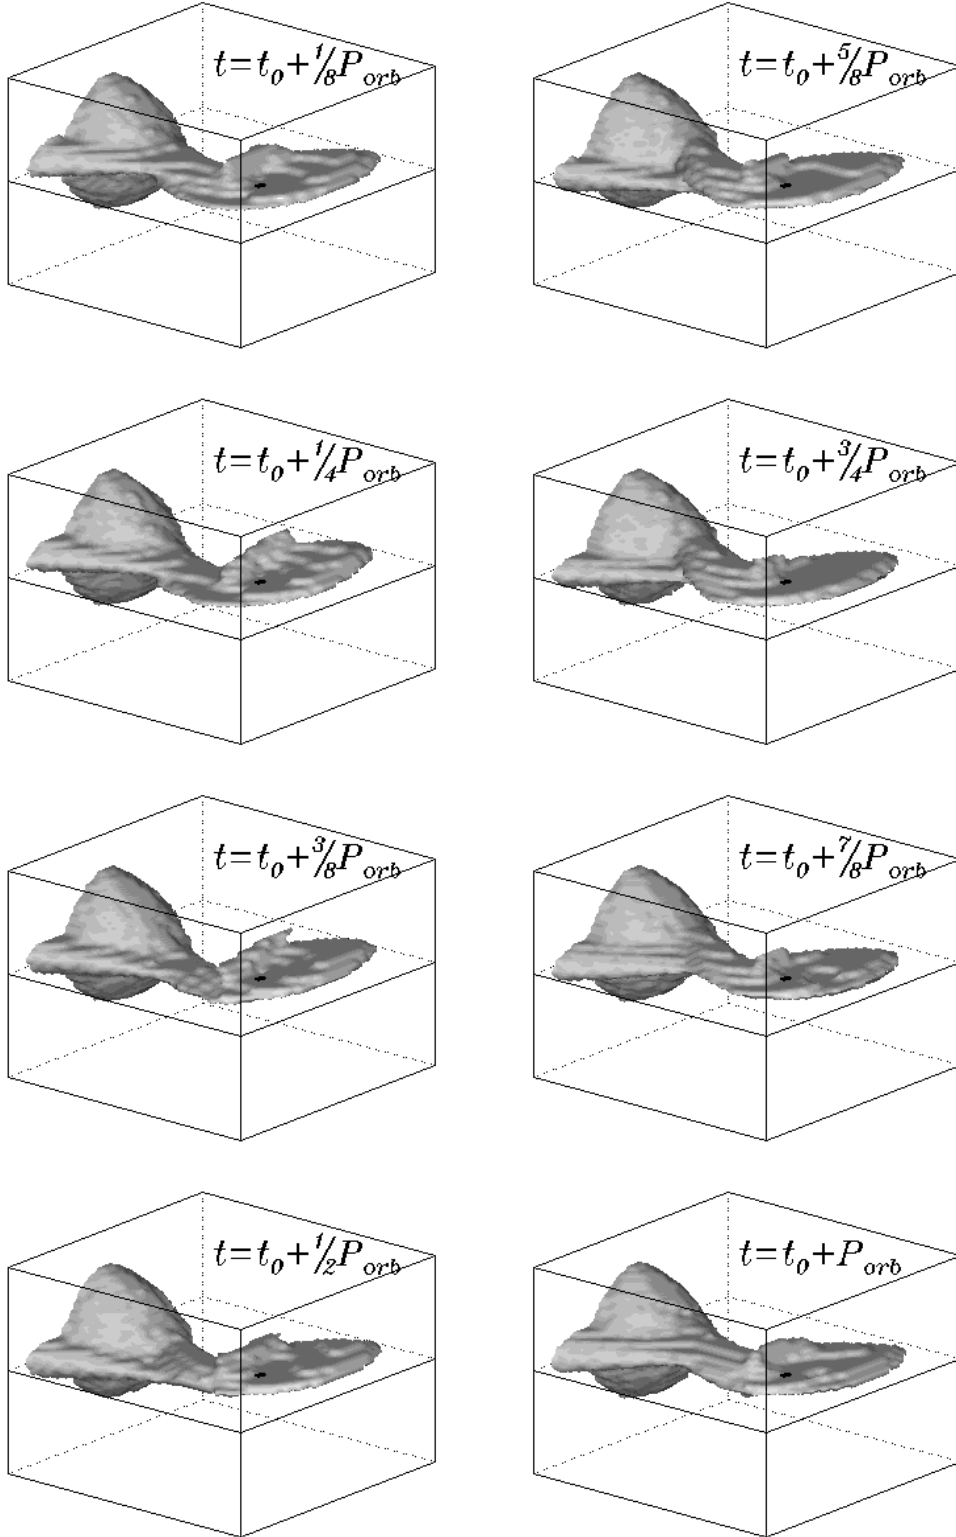 t=t₀+¹/₈P_orb
t=t₀+⁵/₈P_orb
t=t₀+¹/₄P_orb
t=t₀+³/₄P_orb
t=t₀+³/₈P_orb
t=t₀+⁷/₈P_orb
t=t₀+¹/₂P_orb
t=t₀+P_orb